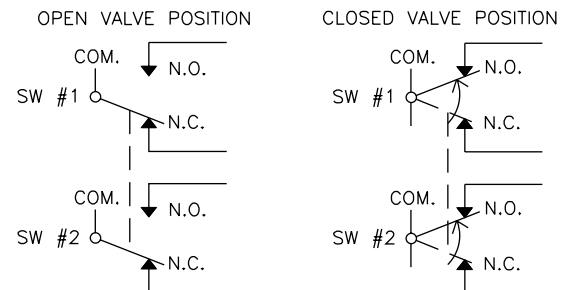 OPEN VALVE POSITION
COM.
N.O.
SW #1
N.C.
COM.
N.O.
SW #2
N.C.
CLOSED VALVE POSITION
COM.
N.O.
SW #1
N.C.
COM.
N.O.
SW #2
N.C.